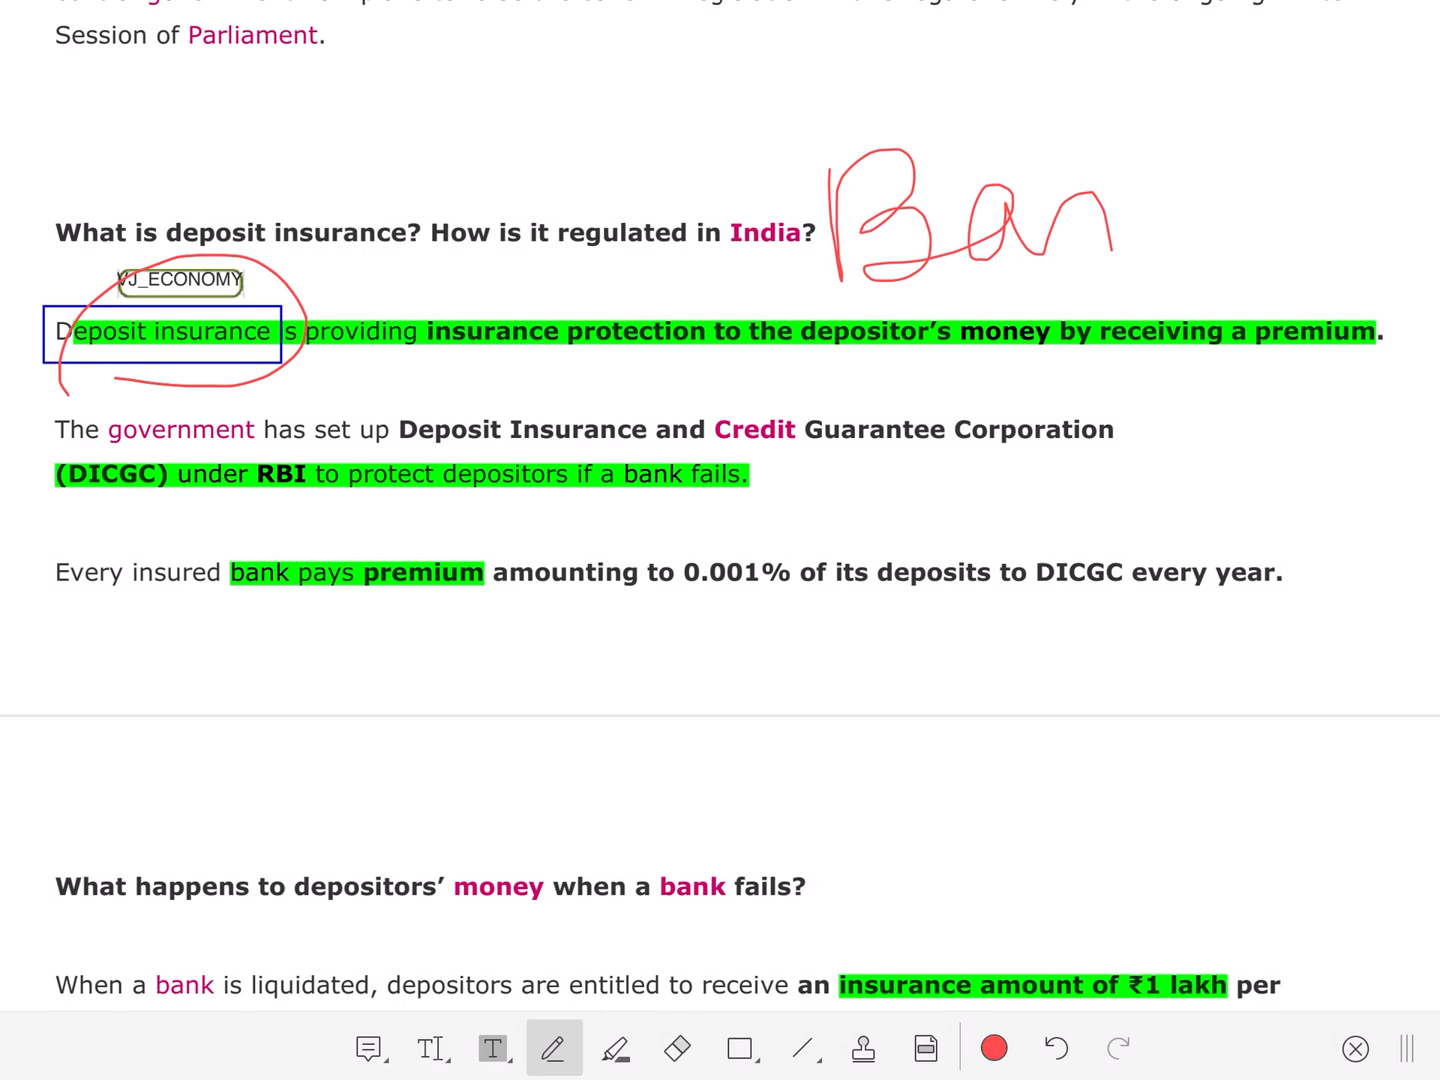 Session of Parliament.
What is deposit insurance? How is it regulated in India?
Ban
VJ_ECONOMY
Deposit insurance is providing insurance protection to the depositor’s money by receiving a premium.
The government has set up Deposit Insurance and Credit Guarantee Corporation
(DICGC) under RBI to protect depositors if a bank fails.
Every insured bank pays premium amounting to 0.001% of its deposits to DICGC every year.
What happens to depositors’ money when a bank fails?
When a bank is liquidated, depositors are entitled to receive an insurance amount of ₹1 lakh per